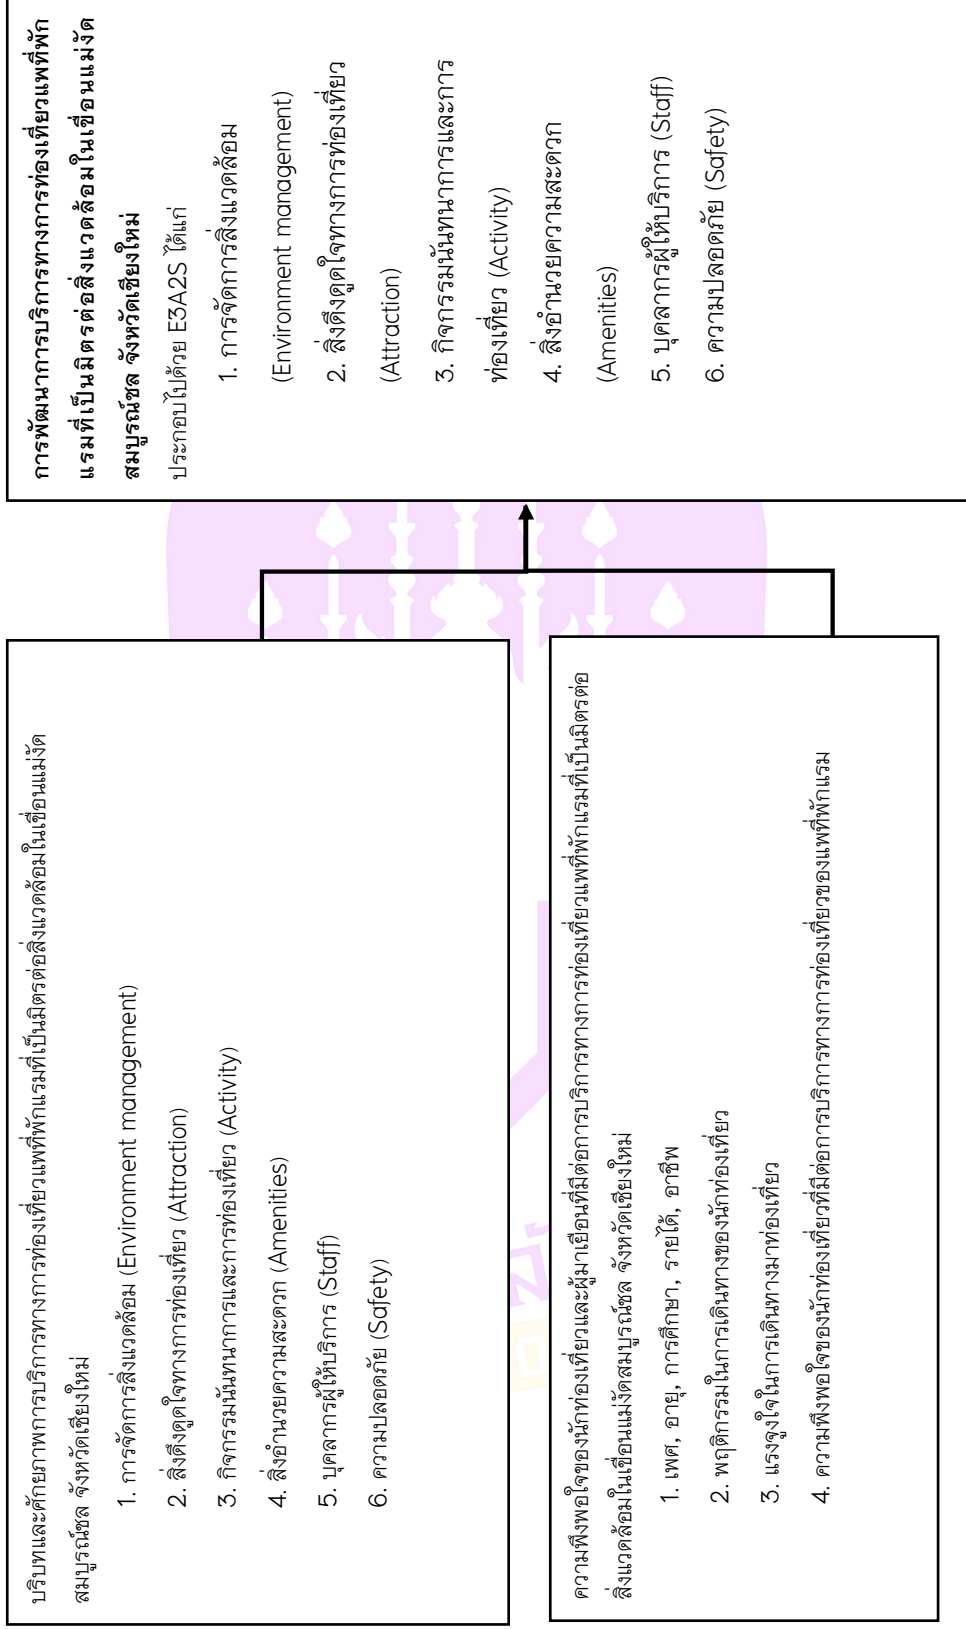 บริบทและศักยภาพการบริการทางการท่องเที่ยวแพที่พักแรมที่เป็นมิตรต่อสิ่งแวดล้อมในเขื่อนแม่งัด
สมบูรณ์ชล จังหวัดเชียงใหม่
1. การจัดการสิ่งแวดล้อม (Environment management)
2. สิ่งดึงดูดใจทางการท่องเที่ยว (Attraction)
3. กิจกรรมนันทนาการและการท่องเที่ยว (Activity)
4. สิ่งอำนวยความสะดวก (Amenities)
5. บุคลากรผู้ให้บริการ (Staff)
6. ความปลอดภัย (Safety)
ความพึงพอใจของนักท่องเที่ยวและผู้มาเยือนที่มีต่อการบริการทางการท่องเที่ยวแพที่พักแรมที่เป็นมิตรต่อ
สิ่งแวดล้อมในเขื่อนแม่งัดสมบูรณ์ชล จังหวัดเชียงใหม่
1. เพศ, อายุ, การศึกษา, รายได้, อาชีพ
2. พฤติกรรมในการเดินทางของนักท่องเที่ยว
3. แรงจูงใจในการเดินทางมาท่องเที่ยว
4. ความพึงพอใจของนักท่องเที่ยวที่มีต่อการบริการทางการท่องเที่ยวของแพที่พักแรม
การพัฒนาการบริการทางการท่องเที่ยวแพที่พัก
แรมที่เป็นมิตรต่อสิ่งแวดล้อมในเขื่อนแม่งัด
สมบูรณ์ชล จังหวัดเชียงใหม่
ประกอบไปด้วย E3A2S ได้แก่
1. การจัดการสิ่งแวดล้อม
(Environment management)
2. สิ่งดึงดูดใจทางการท่องเที่ยว
(Attraction)
3. กิจกรรมนันทนาการและการ
ท่องเที่ยว (Activity)
4. สิ่งอำนวยความสะดวก
(Amenities)
5. บุคลากรผู้ให้บริการ (Staff)
6. ความปลอดภัย (Safety)